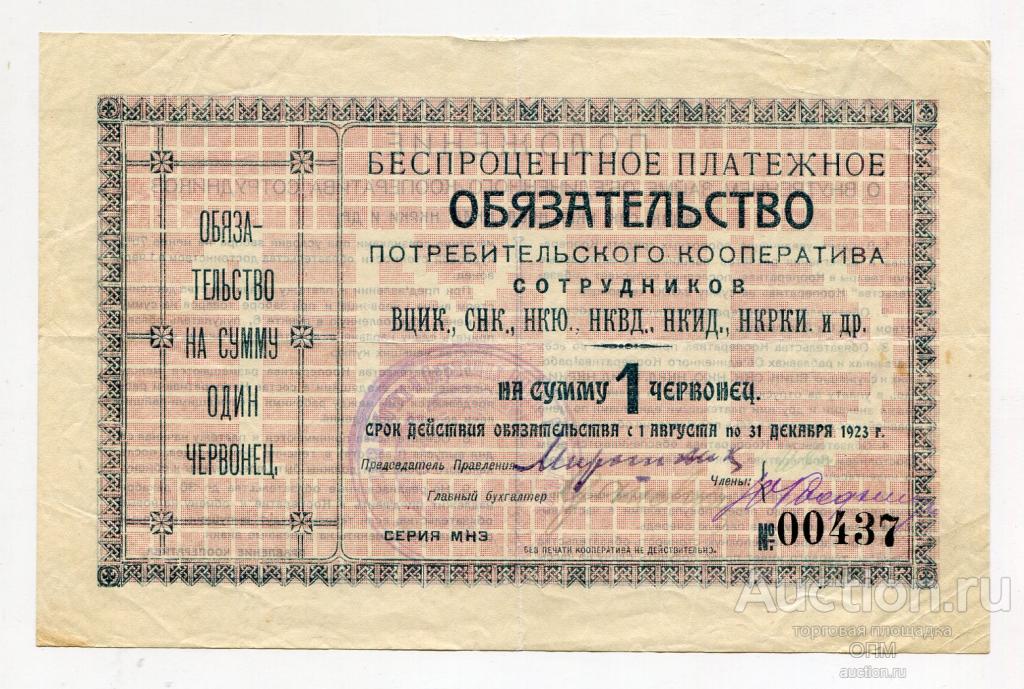 ОБЯЗА-
ТЕЛЬСТВО
НА СУММУ
ОДИН
ЧЕРВОНЕЦ.
БЕСПРОЦЕНТНОЕ ПЛАТЕЖНОЕ
ОБЯЗАТЕЛЬСТВО
ПОТРЕБИТЕЛЬСКОГО КООПЕРАТИВА
СОТРУДНИКОВ
ВЦИК., СНК., НКЮ., НКВД., НКИД., НКРКИ. и др.
НА СУММУ 1 ЧЕРВОНЕЦ.
СРОК ДЕЙСТВИЯ ОБЯЗАТЕЛЬСТВА с 1 АВГУСТА по 31 ДЕКАБРЯ 1923 г.
Председатель Правления
Члены:
Главный бухгалтер
СЕРИЯ МНЗ
№ 00437
БЕЗ ПЕЧАТИ КООПЕРАТИВА НЕ ДЕЙСТВИТЕЛЬНО.
Auction.ru
торговая площадка
ОПМ
auction.ru